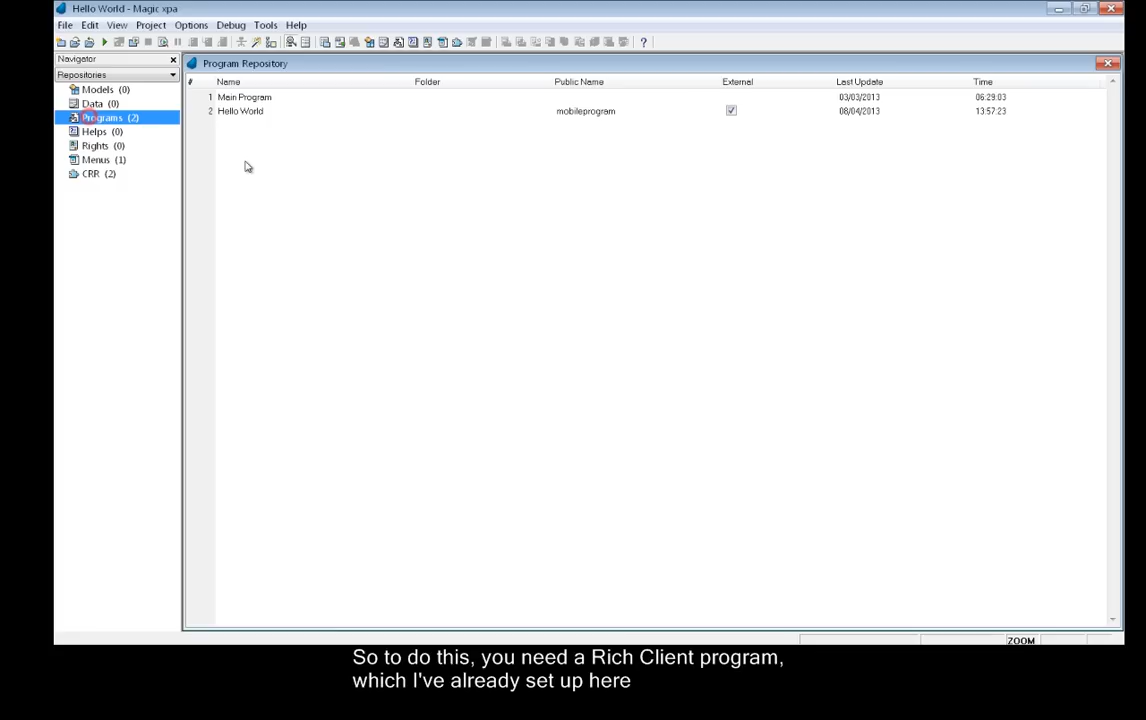 Hello World - Magic xpa
File Edit View Project Options Debug Tools Help
Navigator
Repositories
Models (0)
Data (0)
Programs (2)
Helps (0)
Rights (0)
Menus (1)
CRR (2)
Program Repository
# Name Folder Public Name External Last Update Time
1 Main Program 03/03/2013 06:29:03
2 Hello World mobileprogram 08/04/2013 13:57:23
ZOOM
So to do this, you need a Rich Client program,
which I've already set up here